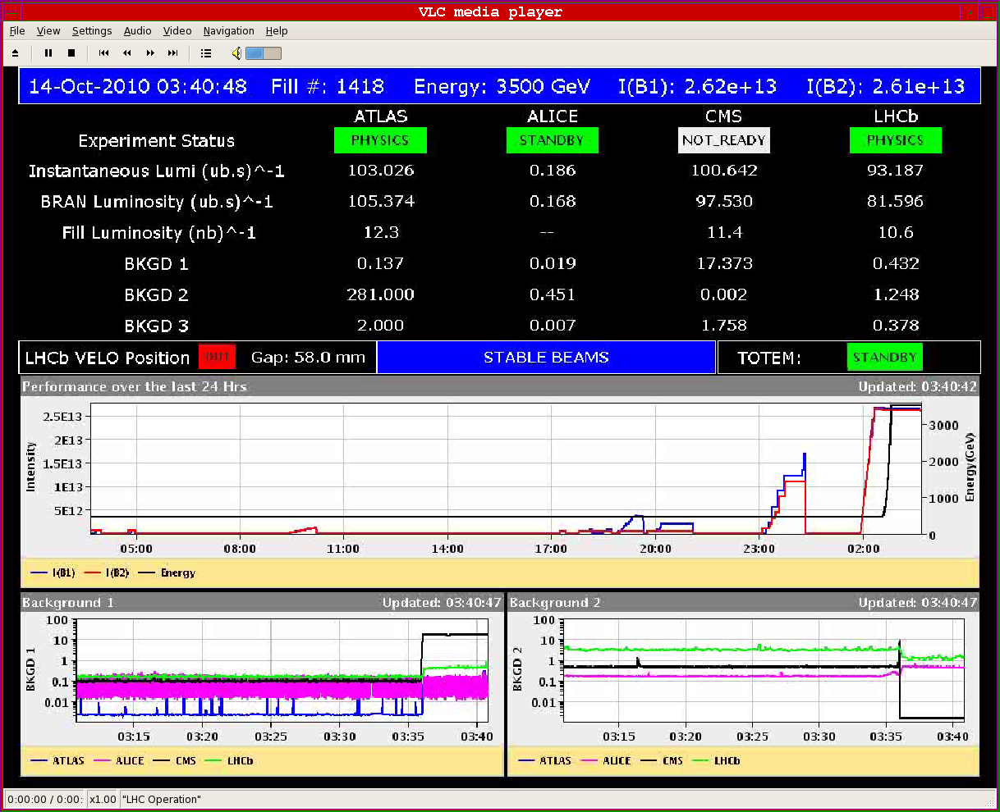 VLC media player
File View Settings Audio Video Navigation Help
14-Oct-2010 03:40:48 Fill #: 1418 Energy: 3500 GeV I(B1): 2.62e+13 I(B2): 2.61e+13
ATLAS ALICE CMS LHCb
Experiment Status PHYSICS STANDBY NOT_READY PHYSICS
Instantaneous Lumi (ub.s)^-1 103.026 0.186 100.642 93.187
BRAN Luminosity (ub.s)^-1 105.374 0.168 97.530 81.596
Fill Luminosity (nb)^-1 12.3 -- 11.4 10.6
BKGD 1 0.137 0.019 17.373 0.432
BKGD 2 281.000 0.451 0.002 1.248
BKGD 3 2.000 0.007 1.758 0.378
LHCb VELO Position OUT Gap: 58.0 mm STABLE BEAMS TOTEM: STANDBY
Performance over the last 24 Hrs Updated: 03:40:42
Intensity
2.5E13
2E13
1.5E13
1E13
5E12
3000
2000
1000
0
Energy(GeV)
05:00 08:00 11:00 14:00 17:00 20:00 23:00 02:00
I(B1) I(B2) Energy
Background 1 Updated: 03:40:47
BKGD 1
100
10
1
0.1
0.01
03:15 03:20 03:25 03:30 03:35 03:40
ATLAS ALICE CMS LHCb
Background 2 Updated: 03:40:47
BKGD 2
100
10
1
0.1
0.01
03:15 03:20 03:25 03:30 03:35 03:40
ATLAS ALICE CMS LHCb
0:00:00 / 0:00: x1.00 "LHC Operation"